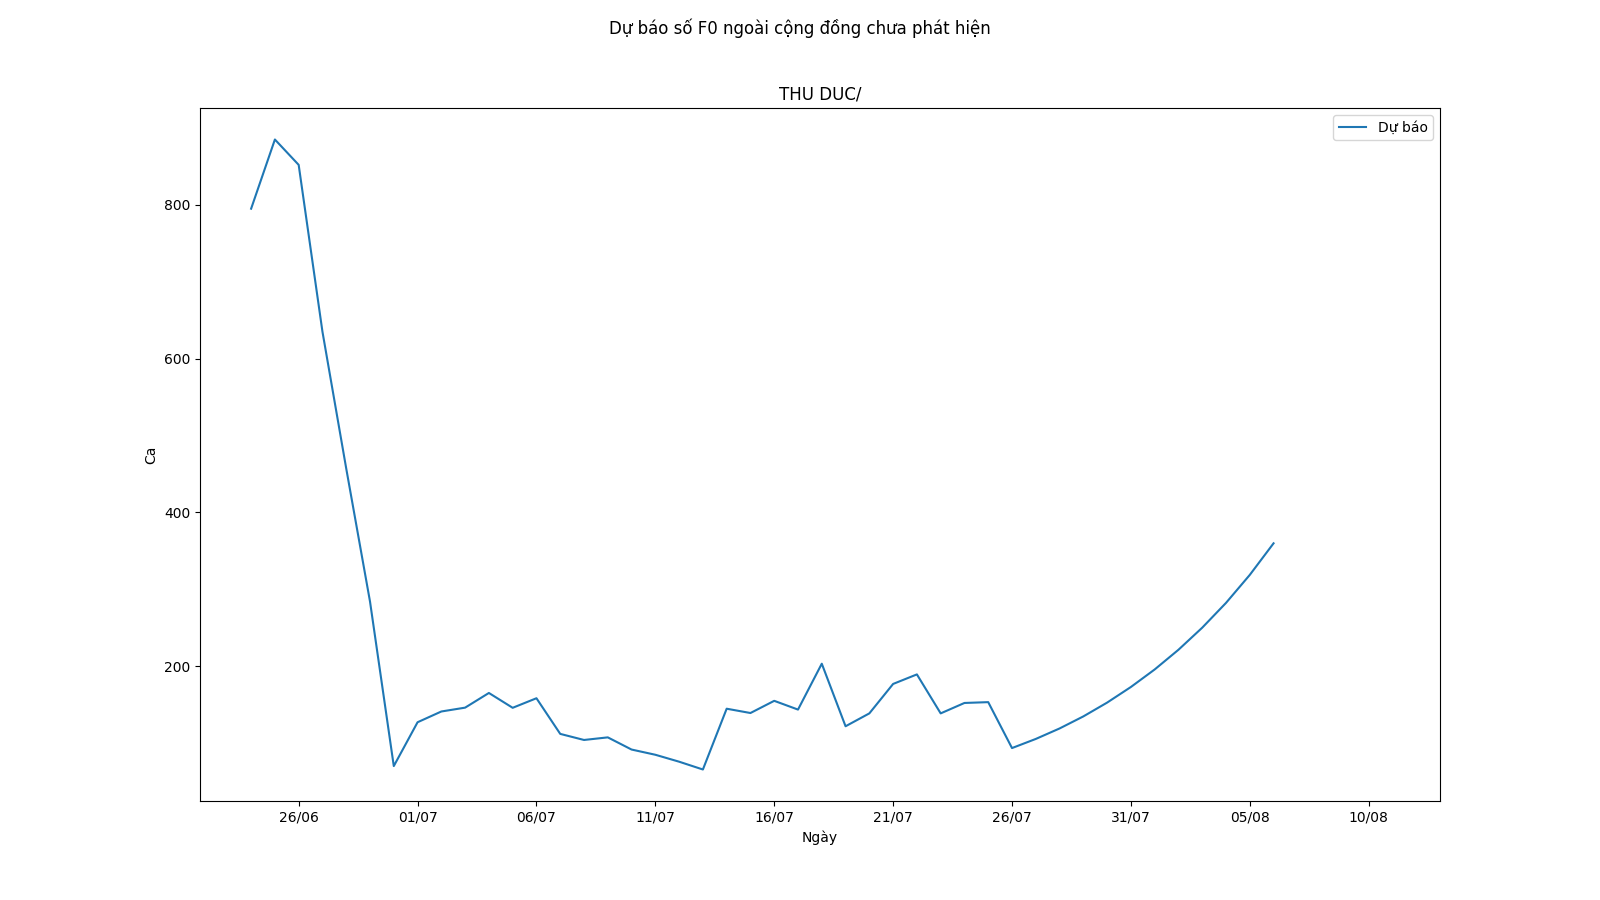 Dự báo số F0 ngoài cộng đồng chưa phát hiện
THU DUC/
Dự báo
800
600
400
200
Ca
26/06 01/07 06/07 11/07 16/07 21/07 26/07 31/07 05/08 10/08
Ngày